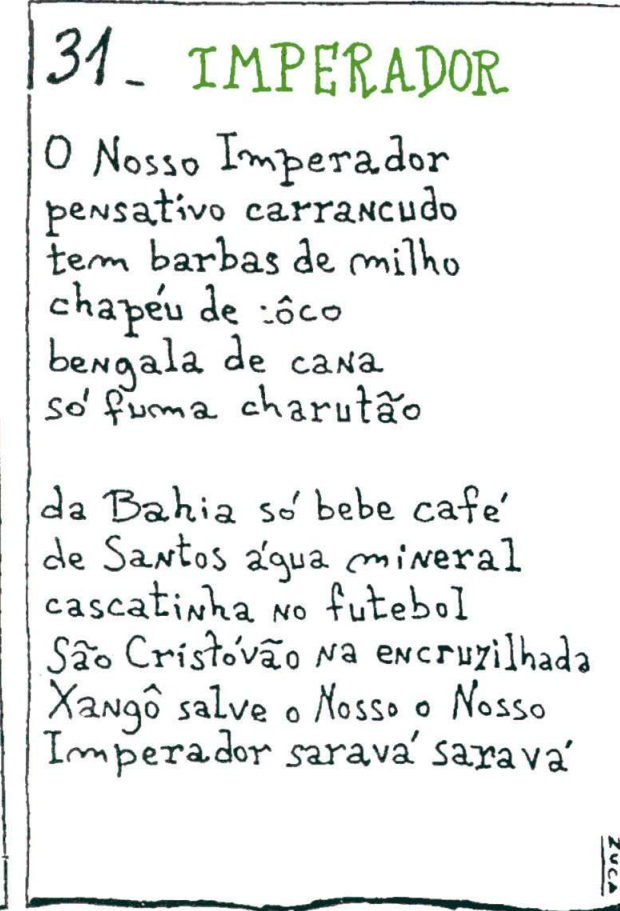 31_ IMPERADOR
O Nosso Imperador
pensativo carrancudo
tem barbas de milho
chapéu de côco
bengala de cana
só fuma charutão
da Bahia só bebe café
de Santos água mineral
cascatinha no futebol
São Cristóvão na encruzilhada
Xangô salve o Nosso o Nosso
Imperador saravá saravá
ZUCA